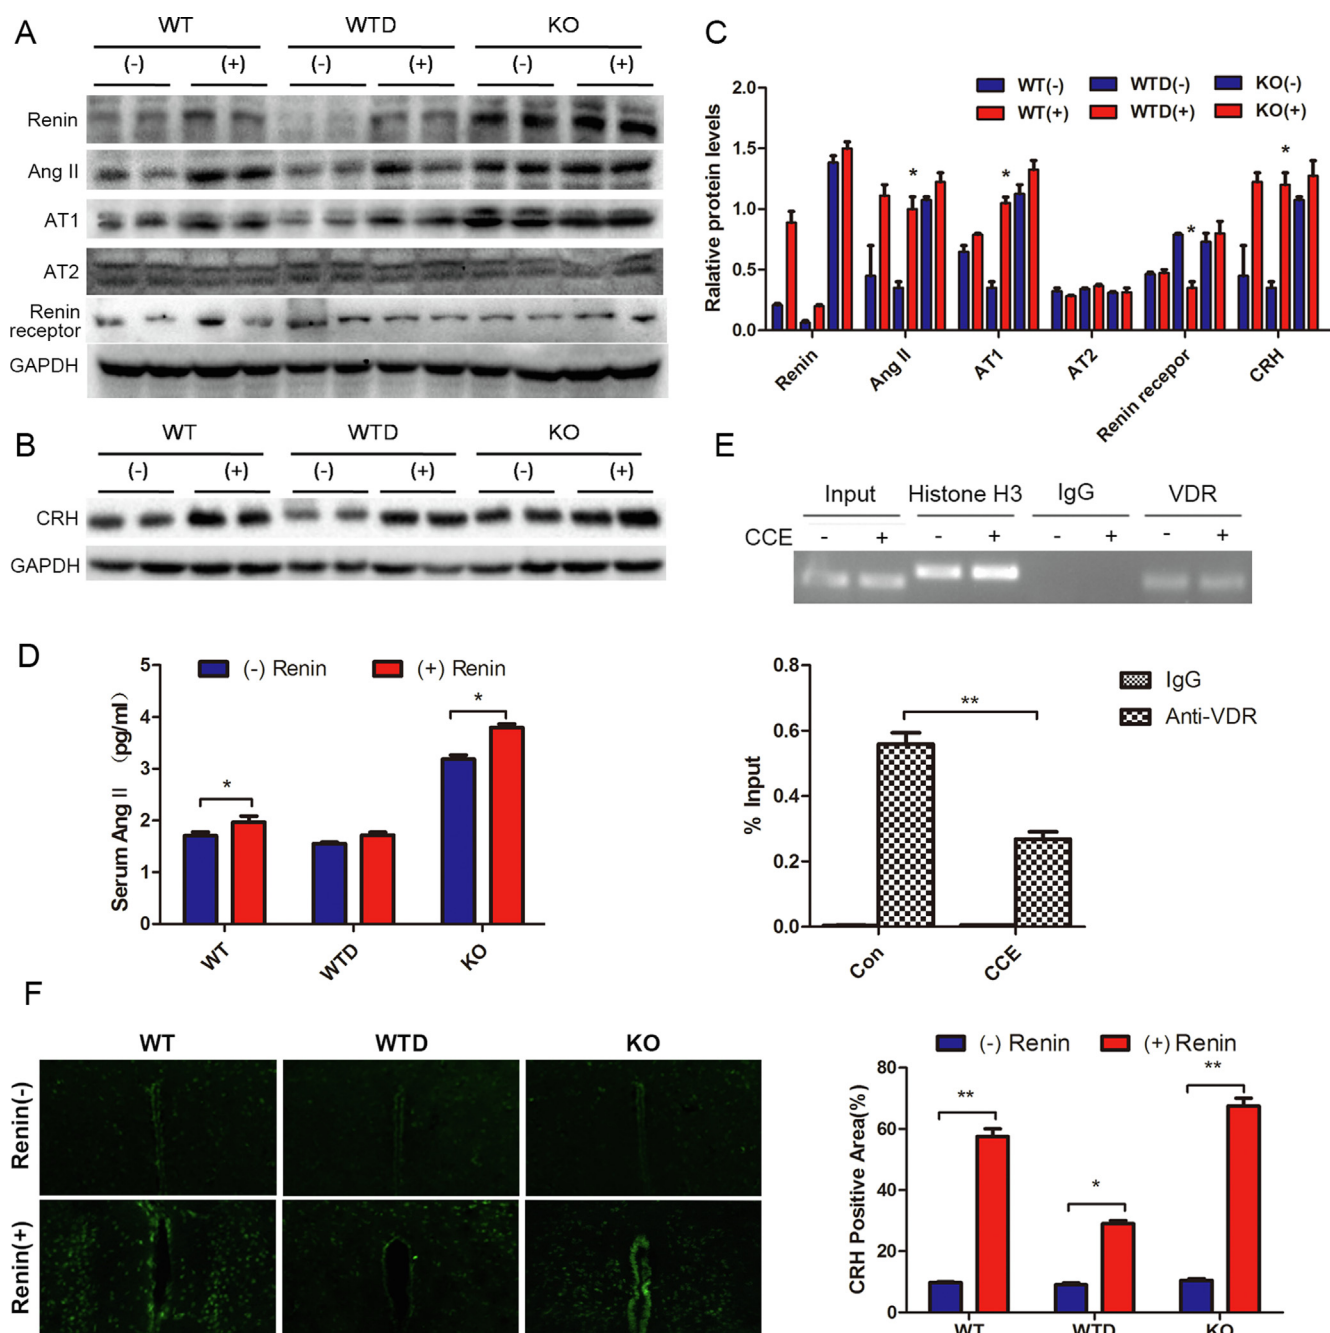 A
WT WTD KO
(-) (+) (-) (+) (-) (+)
Renin
Ang II
AT1
AT2
Renin
receptor
GAPDH
B
WT WTD KO
(-) (+) (-) (+) (-) (+)
CRH
GAPDH
C
WT(-) WTD(-) KO(-)
WT(+) WTD(+) KO(+)
Ralative protein levels
2.0
1.5
1.0
0.5
0.0
* * * *
Renin Ang II AT1 AT2 Renin recepor CRH
D
(-) Renin (+) Renin
Serum Ang II (pg/ml)
5
4
3
2
1
0
* *
WT WTD KO
E
Input Histone H3 IgG VDR
CCE - + - + - + - +
IgG
Anti-VDR
% Input
0.8
0.6
0.4
0.2
0.0
**
Con CCE
F
WT WTD KO
Renin(-)
Renin(+)
(-) Renin (+) Renin
CRH Positive Area(%)
80
60
40
20
0
** * **
WT WTD KO